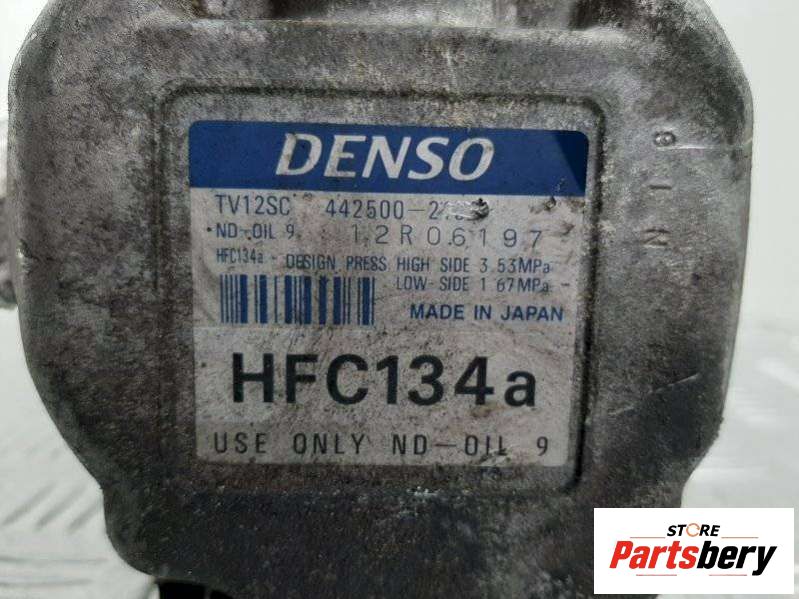 DENSO
TV12SC 442500-
ND-OIL 9 12R06197
HFC134a - DESIGN PRESS HIGH SIDE 3.53MPa
LOW-SIDE 1.67MPa
MADE IN JAPAN
HFC134a
USE ONLY ND-OIL 9
STORE
Partsbery